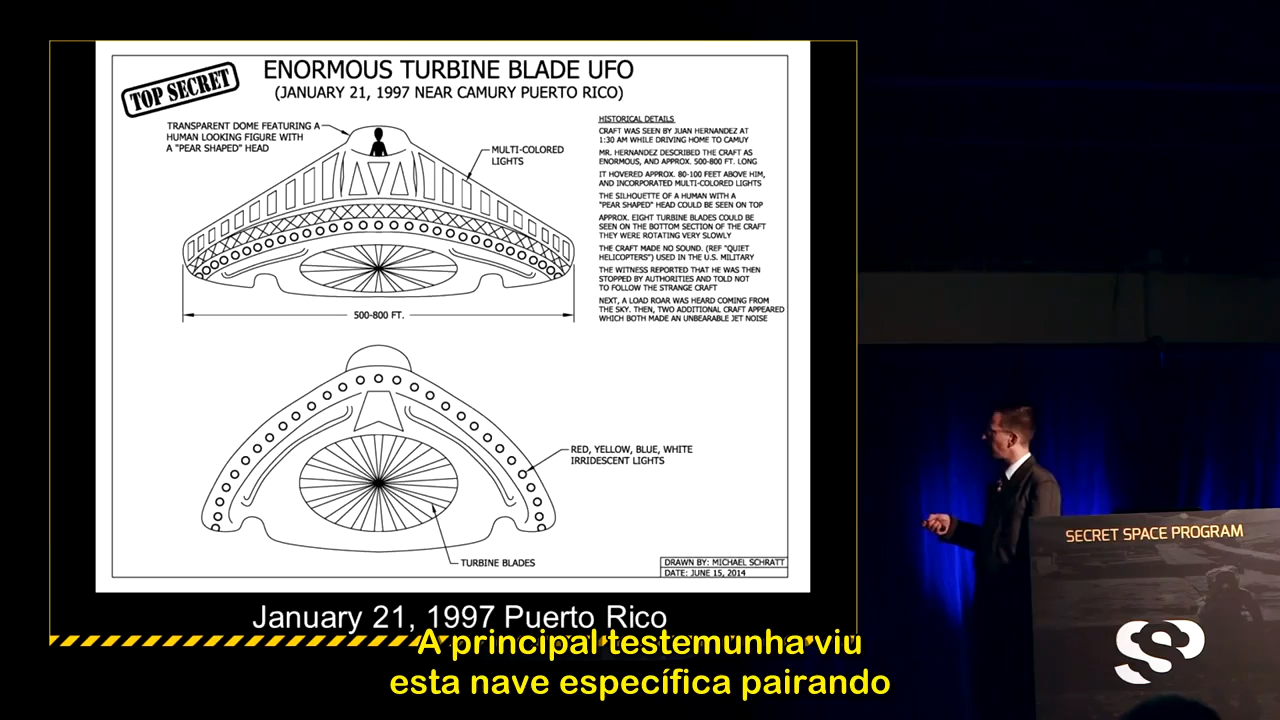 TOP SECRET
ENORMOUS TURBINE BLADE UFO
(JANUARY 21, 1997 NEAR CAMURY PUERTO RICO)
TRANSPARENT DOME FEATURING A
HUMAN LOOKING FIGURE WITH
A "PEAR SHAPED" HEAD
MULTI-COLORED
LIGHTS
HISTORICAL DETAILS
CRAFT WAS SEEN BY JUAN HERNANDEZ AT
1:30 AM WHILE DRIVING HOME TO CAMUY
MR. HERNANDEZ DESCRIBED THE CRAFT AS
ENORMOUS, AND APPROX. 500-800 FT. LONG
IT HOVERED APPROX. 80-100 FEET ABOVE HIM,
AND INCORPORATED MULTI-COLORED LIGHTS
THE SILHOUETTE OF A HUMAN WITH A
"PEAR SHAPED" HEAD COULD BE SEEN ON TOP
APPROX. EIGHT TURBINE BLADES COULD BE
SEEN ON THE BOTTOM SECTION OF THE CRAFT
THEY WERE ROTATING VERY SLOWLY
THE CRAFT MADE NO SOUND. (REF "QUIET
HELICOPTERS") USED IN THE U.S. MILITARY
THE WITNESS REPORTED THAT HE WAS THEN
STOPPED BY AUTHORITIES AND TOLD NOT
TO FOLLOW THE STRANGE CRAFT
NEXT, A LOAD ROAR WAS HEARD COMING FROM
THE SKY. THEN, TWO ADDITIONAL CRAFT APPEARED
WHICH BOTH MADE AN UNBEARABLE JET NOISE
500-800 FT.
RED, YELLOW, BLUE, WHITE
IRRIDESCENT LIGHTS
TURBINE BLADES
DRAWN BY: MICHAEL SCHRATT
DATE: JUNE 15, 2014
January 21, 1997 Puerto Rico
SECRET SPACE PROGRAM
SSP
A principal testemunha viu
esta nave específica pairando